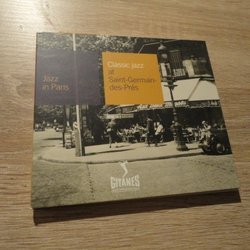 Jazz
in Paris
Classic jazz
at
Saint-Germain-
des-Prés
GITANES